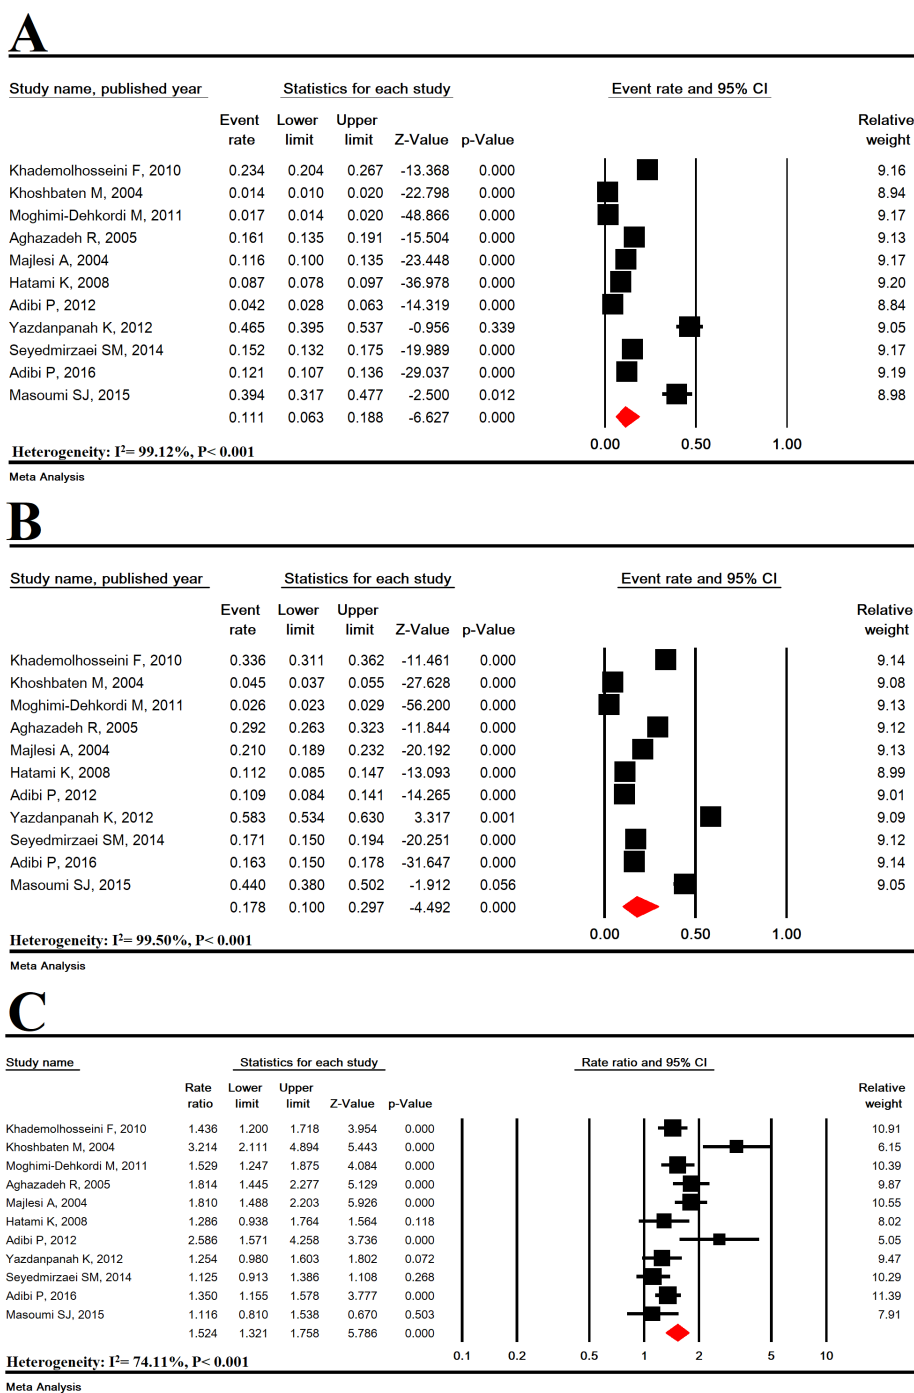 A
Study name, published year Statistics for each study Event rate and 95% CI
Event Lower Upper Relative
rate limit limit Z-Value p-Value weight
Khademolhosseini F, 2010 0.234 0.204 0.267 -13.368 0.000 9.16
Khoshbaten M, 2004 0.014 0.010 0.020 -22.798 0.000 8.94
Moghimi-Dehkordi M, 2011 0.017 0.014 0.020 -48.866 0.000 9.17
Aghazadeh R, 2005 0.161 0.135 0.191 -15.504 0.000 9.13
Majlesi A, 2004 0.116 0.100 0.135 -23.448 0.000 9.17
Hatami K, 2008 0.087 0.078 0.097 -36.978 0.000 9.20
Adibi P, 2012 0.042 0.028 0.063 -14.319 0.000 8.84
Yazdanpanah K, 2012 0.465 0.395 0.537 -0.956 0.339 9.05
Seyedmirzaei SM, 2014 0.152 0.132 0.175 -19.989 0.000 9.17
Adibi P, 2016 0.121 0.107 0.136 -29.037 0.000 9.19
Masoumi SJ, 2015 0.394 0.317 0.477 -2.500 0.012 8.98
0.111 0.063 0.188 -6.627 0.000
0.00 0.50 1.00
Heterogeneity: I²= 99.12%, P< 0.001
Meta Analysis
B
Study name, published year Statistics for each study Event rate and 95% CI
Event Lower Upper Relative
rate limit limit Z-Value p-Value weight
Khademolhosseini F, 2010 0.336 0.311 0.362 -11.461 0.000 9.14
Khoshbaten M, 2004 0.045 0.037 0.055 -27.628 0.000 9.08
Moghimi-Dehkordi M, 2011 0.026 0.023 0.029 -56.200 0.000 9.13
Aghazadeh R, 2005 0.292 0.263 0.323 -11.844 0.000 9.12
Majlesi A, 2004 0.210 0.189 0.232 -20.192 0.000 9.13
Hatami K, 2008 0.112 0.085 0.147 -13.093 0.000 8.99
Adibi P, 2012 0.109 0.084 0.141 -14.265 0.000 9.01
Yazdanpanah K, 2012 0.583 0.534 0.630 3.317 0.001 9.09
Seyedmirzaei SM, 2014 0.171 0.150 0.194 -20.251 0.000 9.12
Adibi P, 2016 0.163 0.150 0.178 -31.647 0.000 9.14
Masoumi SJ, 2015 0.440 0.380 0.502 -1.912 0.056 9.05
0.178 0.100 0.297 -4.492 0.000
0.00 0.50 1.00
Heterogeneity: I²= 99.50%, P< 0.001
Meta Analysis
C
Study name Statistics for each study Rate ratio and 95% CI
Rate Lower Upper Relative
ratio limit limit Z-Value p-Value weight
Khademolhosseini F, 2010 1.436 1.200 1.718 3.954 0.000 10.91
Khoshbaten M, 2004 3.214 2.111 4.894 5.443 0.000 6.15
Moghimi-Dehkordi M, 2011 1.529 1.247 1.875 4.084 0.000 10.39
Aghazadeh R, 2005 1.814 1.445 2.277 5.129 0.000 9.87
Majlesi A, 2004 1.810 1.488 2.203 5.926 0.000 10.55
Hatami K, 2008 1.286 0.938 1.764 1.564 0.118 8.02
Adibi P, 2012 2.586 1.571 4.258 3.736 0.000 5.05
Yazdanpanah K, 2012 1.254 0.980 1.603 1.802 0.072 9.47
Seyedmirzaei SM, 2014 1.125 0.913 1.386 1.108 0.268 10.29
Adibi P, 2016 1.350 1.155 1.578 3.777 0.000 11.39
Masoumi SJ, 2015 1.116 0.810 1.538 0.670 0.503 7.91
1.524 1.321 1.758 5.786 0.000
0.1 0.2 0.5 1 2 5 10
Heterogeneity: I²= 74.11%, P< 0.001
Meta Analysis